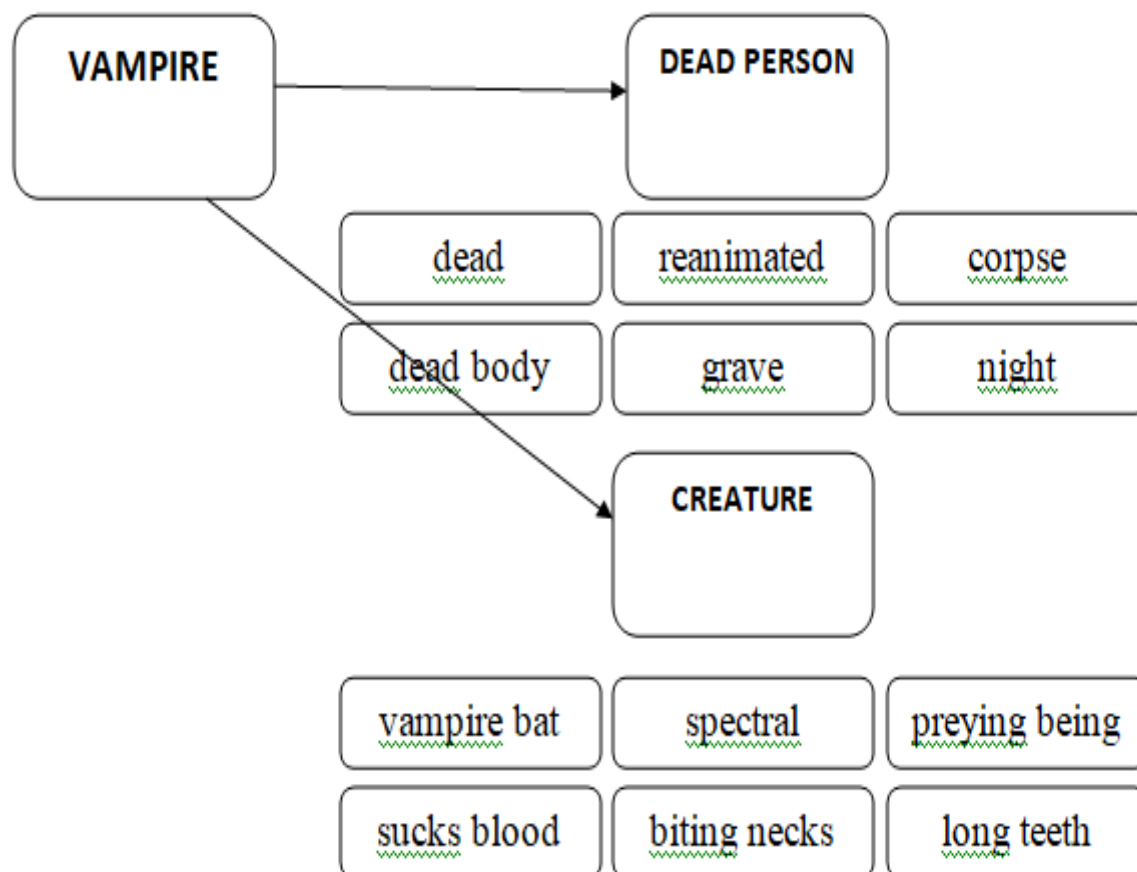 VAMPIRE
DEAD PERSON
dead
reanimated
corpse
dead body
grave
night
CREATURE
vampire bat
spectral
preying being
sucks blood
biting necks
long teeth